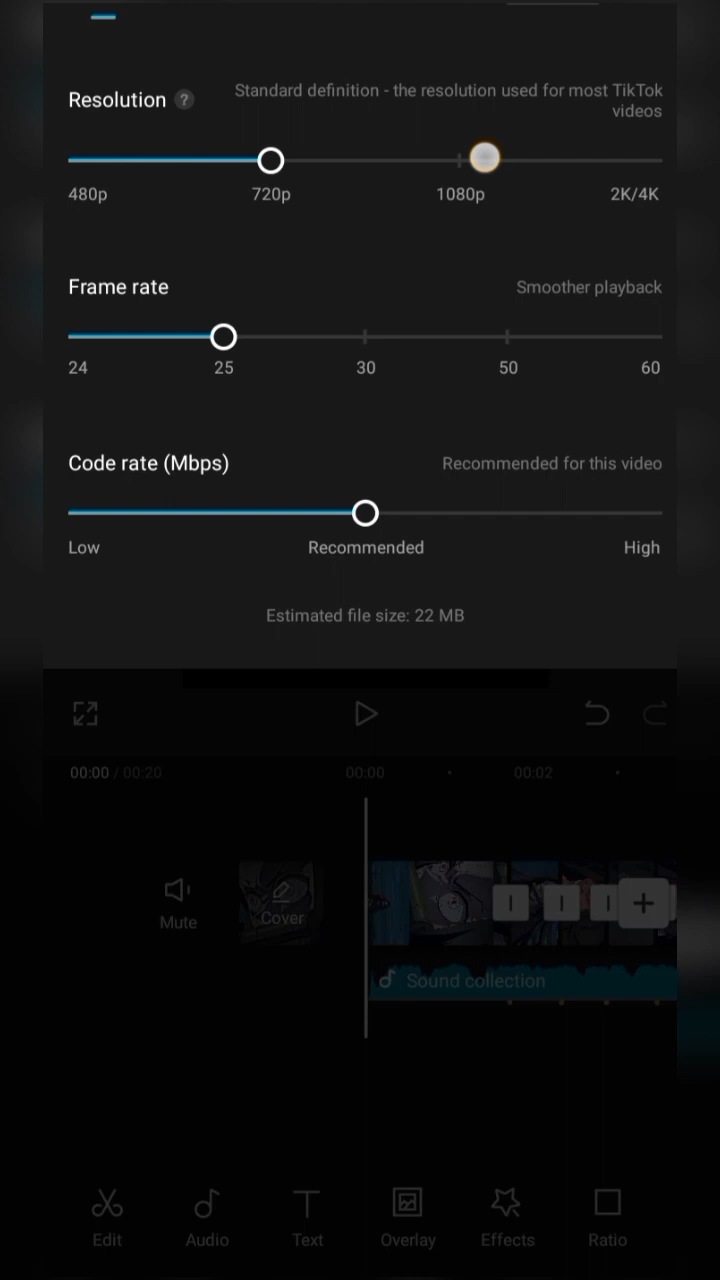 Resolution ?
Standard definition - the resolution used for most TikTok
videos
480p 720p 1080p 2K/4K
Frame rate Smoother playback
24 25 30 50 60
Code rate (Mbps) Recommended for this video
Low Recommended High
Estimated file size: 22 MB
00:00 / 00:20 00:00 00:02
Mute Cover
Sound collection
Edit Audio Text Overlay Effects Ratio